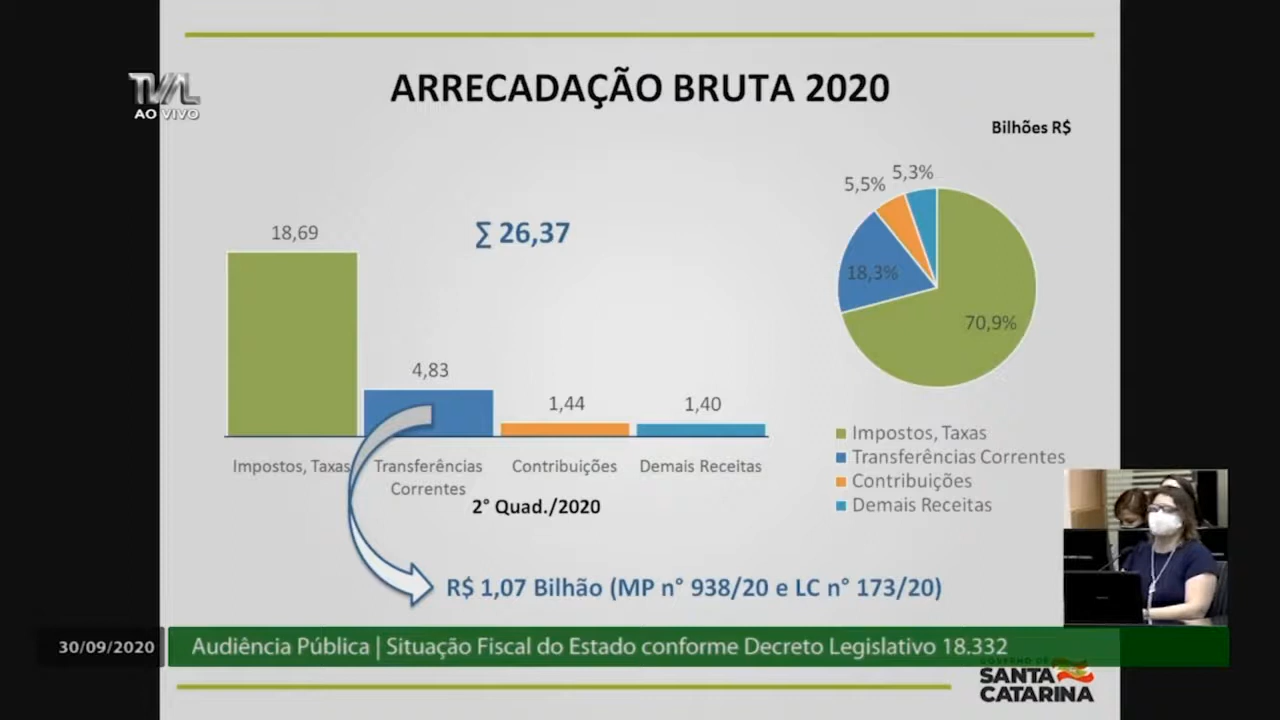 TVAL
AO VIVO
ARRECADAÇÃO BRUTA 2020
Bilhões R$
∑ 26,37
18,69
4,83
1,44
1,40
Impostos, Taxas
Transferências
Correntes
Contribuições
Demais Receitas
2° Quad./2020
5,5%
5,3%
18,3%
70,9%
Impostos, Taxas
Transferências Correntes
Contribuições
Demais Receitas
R$ 1,07 Bilhão (MP n° 938/20 e LC n° 173/20)
30/09/2020
Audiência Pública | Situação Fiscal do Estado conforme Decreto Legislativo 18.332
GOVERNO DE
SANTA
CATARINA